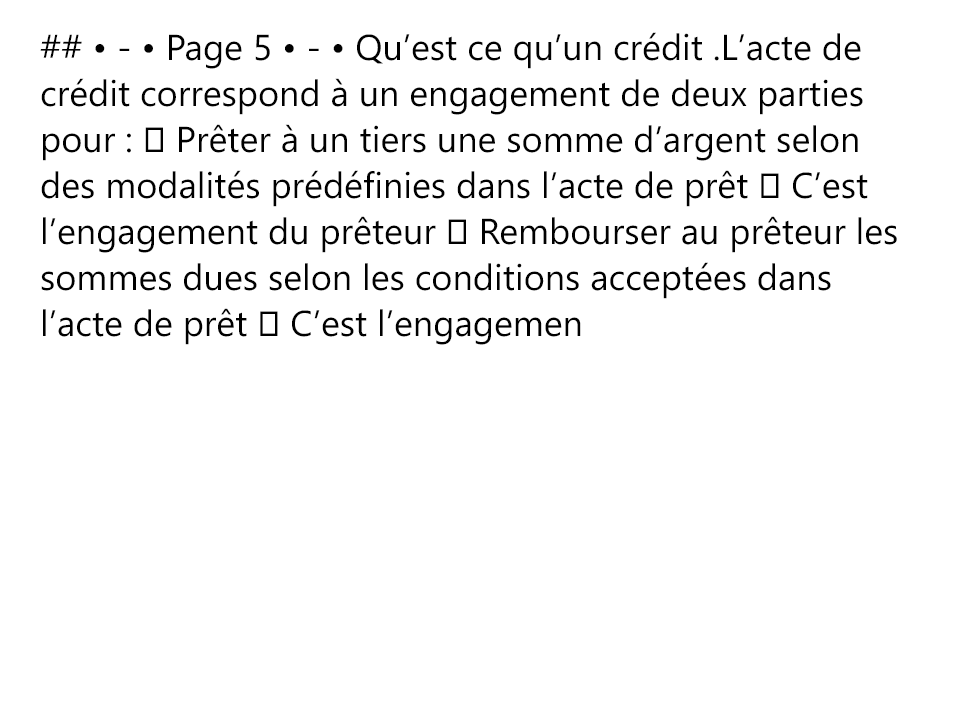 ## • - • Page 5 • - • Qu’est ce qu’un crédit .L’acte de
crédit correspond à un engagement de deux parties
pour : ▯ Prêter à un tiers une somme d’argent selon
des modalités prédéfinies dans l’acte de prêt ▯ C’est
l’engagement du prêteur ▯ Rembourser au prêteur les
sommes dues selon les conditions acceptées dans
l’acte de prêt ▯ C’est l’engagemen